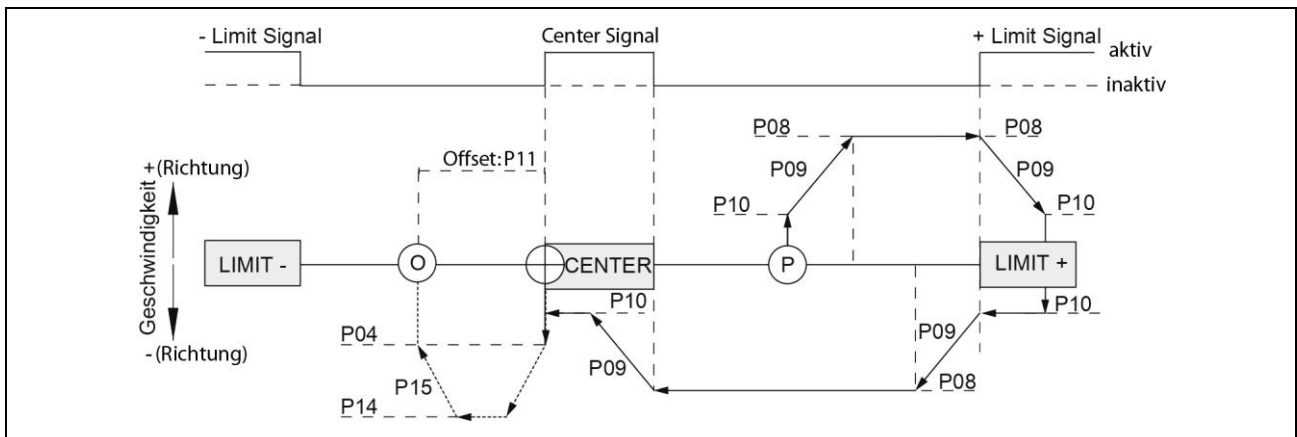 - Limit Signal
Center Signal
+ Limit Signal
aktiv
inaktiv
P08
P08
Offset:P11
P09
P09
+(Richtung)
P10
P10
Geschwindigkeit
LIMIT -
O
CENTER
P
LIMIT +
P10
P10
P04
P09
-(Richtung)
P09
P15
P08
P14